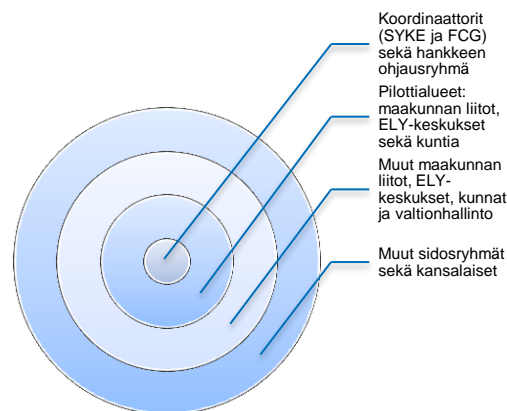 Koordinaattorit
(SYKE ja FCG)
sekä hankkeen
ohjausryhmä
Pilottialueet:
maakunnan liitot,
ELY-keskukset
sekä kuntia
Muut maakunnan
liitot, ELY-
keskukset, kunnat
ja valtionhallinto
Muut sidosryhmät
sekä kansalaiset